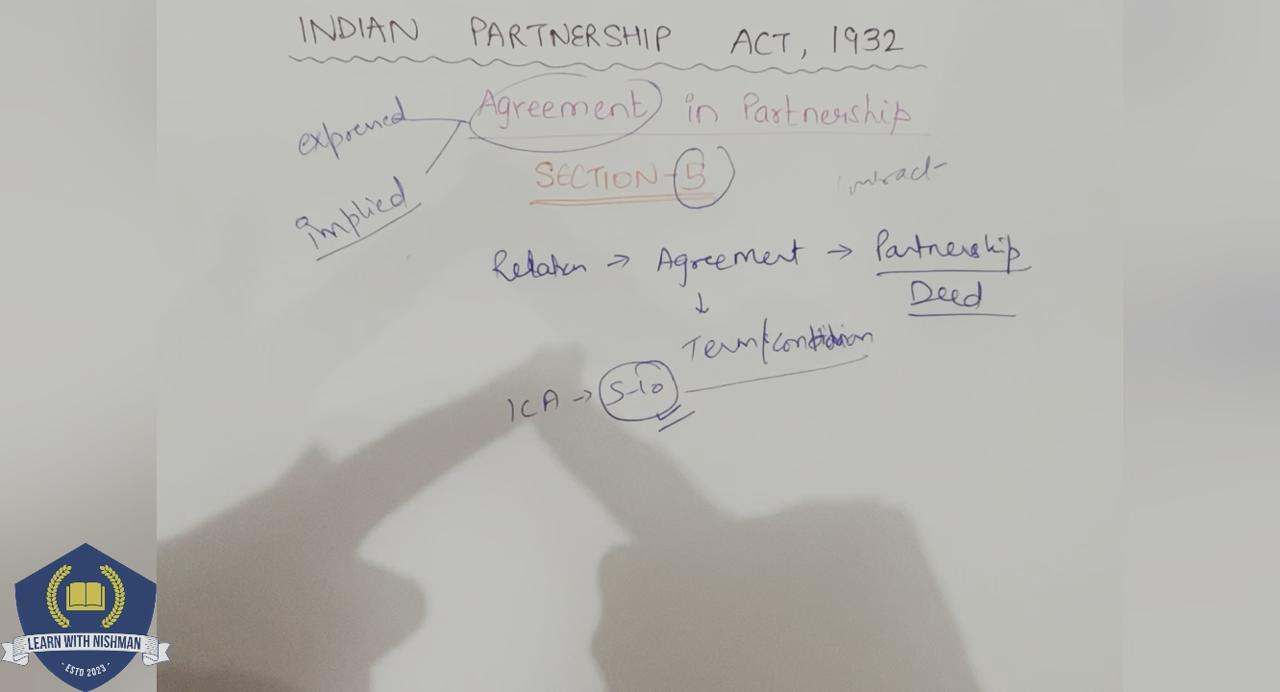 INDIAN PARTNERSHIP ACT, 1932
expressed
Agreement in Partnership
implied
SECTION-5
Relation → Agreement → Partnership
Deed
↓
Term/condition
ICA → S-10
LEARN WITH NISHMAN
- ESTD 2023 -